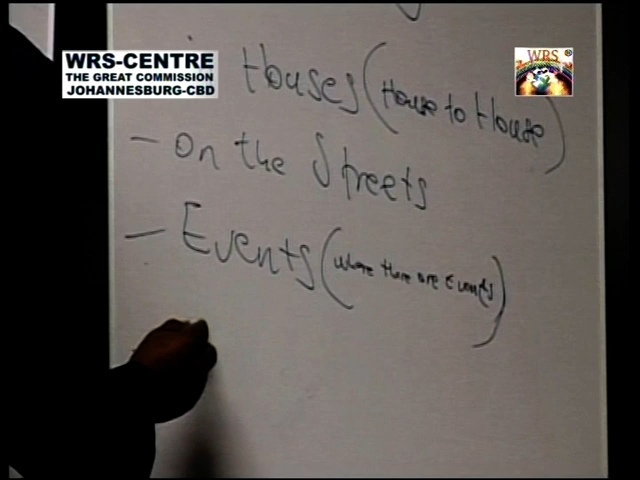 WRS-CENTRE
THE GREAT COMMISSION
JOHANNESBURG-CBD
WRS ®
Houses (House to House)
- On the Streets
- Events (where there are Events)